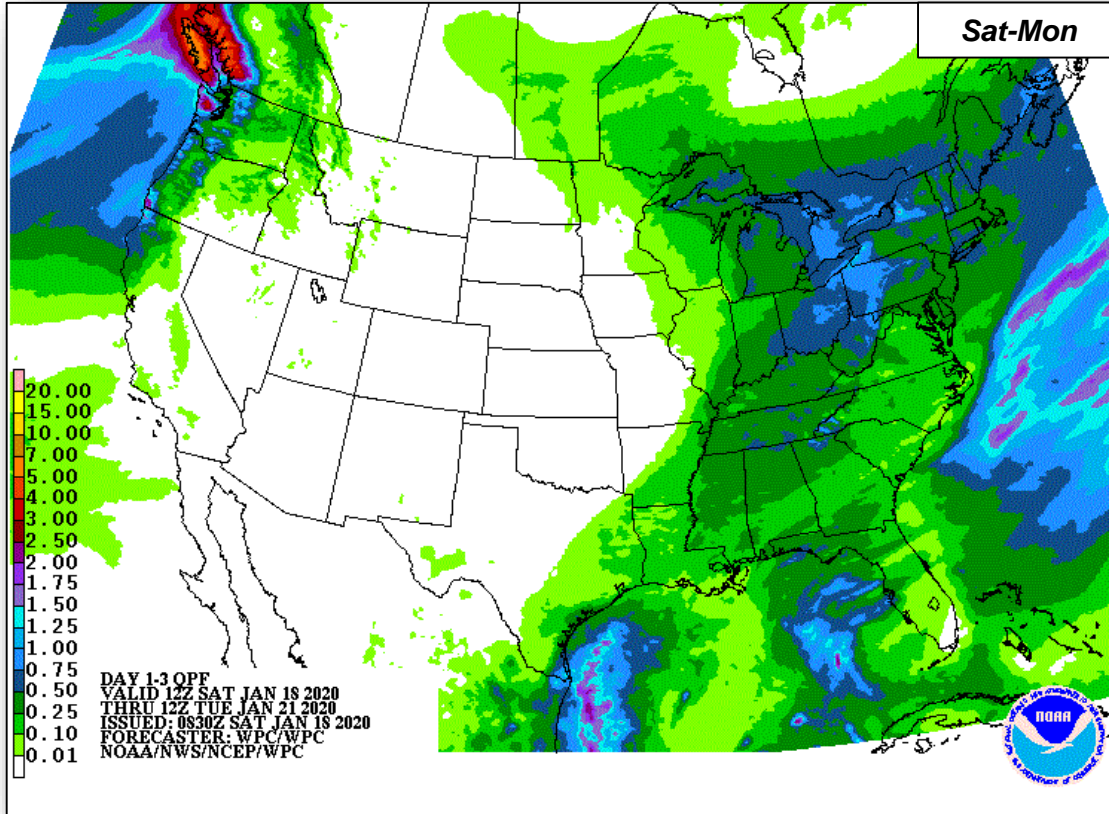 Sat-Mon
20.00
15.00
10.00
7.00
5.00
4.00
3.00
2.50
2.00
1.75
1.50
1.25
1.00
0.75
0.50
0.25
0.10
0.01
DAY 1-3 QPF
VALID 12Z SAT JAN 18 2020
THRU 12Z TUE JAN 21 2020
ISSUED: 0830Z SAT JAN 18 2020
FORECASTER: WPC/WPC
NOAA/NWS/NCEP/WPC
NOAA